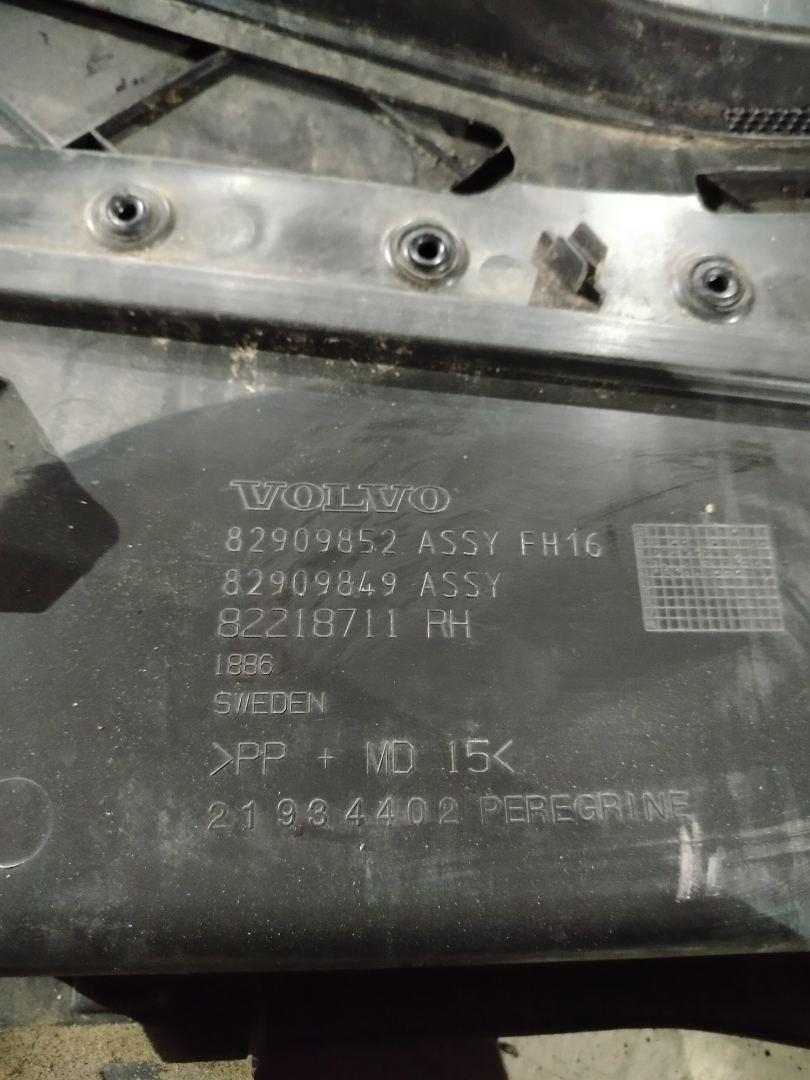 VOLVO
82909852 ASSY FH16
82909849 ASSY
82218711 RH
1886
SWEDEN
>PP + MD 15<
21934402 PEREGRINE